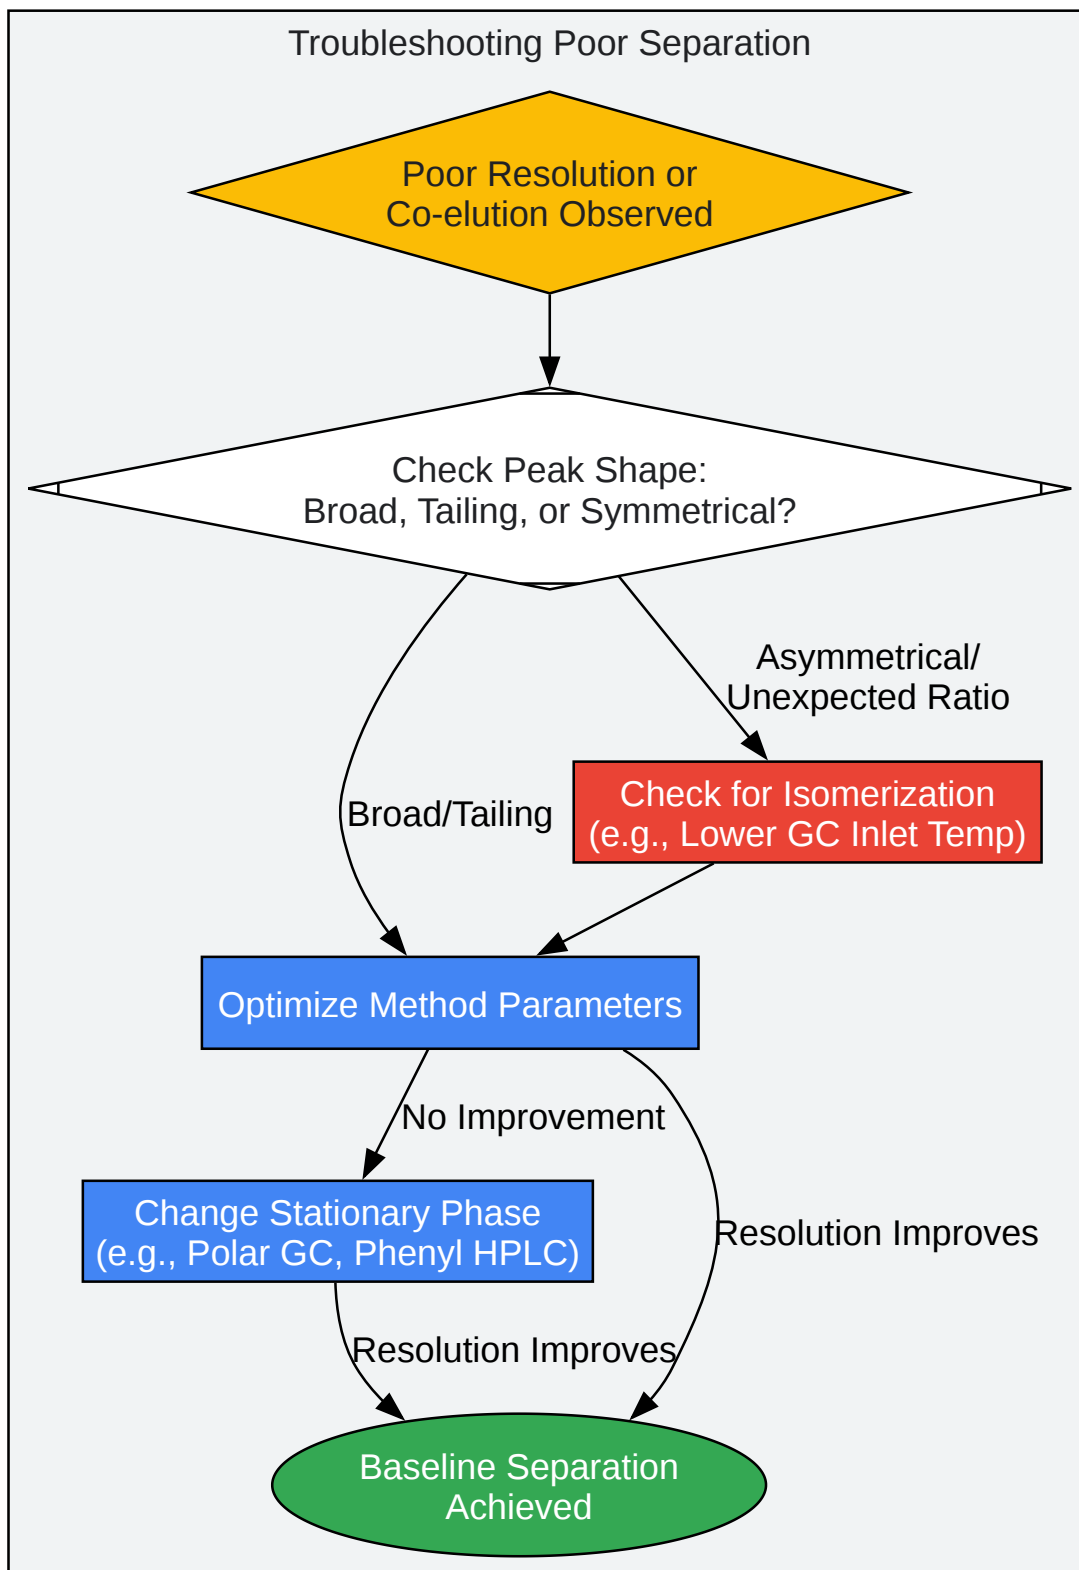 Troubleshooting Poor Separation
Poor Resolution or
Co-elution Observed
Check Peak Shape:
Broad, Tailing, or Symmetrical?
Asymmetrical/
Unexpected Ratio
Check for Isomerization
(e.g., Lower GC Inlet Temp)
Broad/Tailing
Optimize Method Parameters
No Improvement
Change Stationary Phase
(e.g., Polar GC, Phenyl HPLC)
Resolution Improves
Resolution Improves
Baseline Separation
Achieved